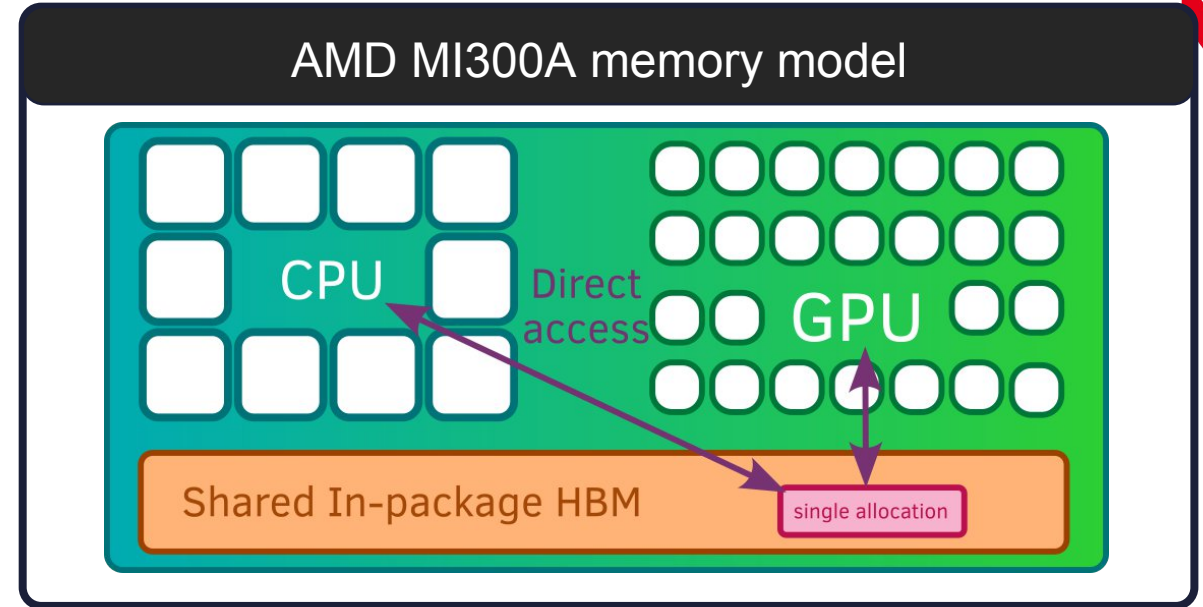 AMD MI300A memory model
CPU
Direct
access
GPU
Shared In-package HBM
single allocation